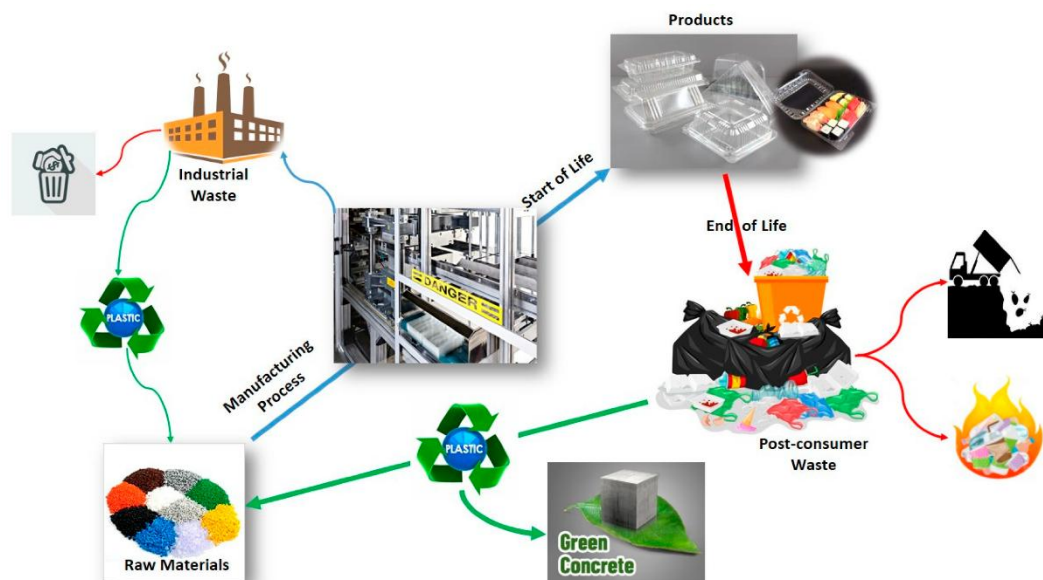 Products
Industrial
Waste
Start of Life
End of Life
DANGER
PLASTIC
Manufacturing
Process
PLASTIC
Post-consumer
Waste
Green
Concrete
Raw Materials